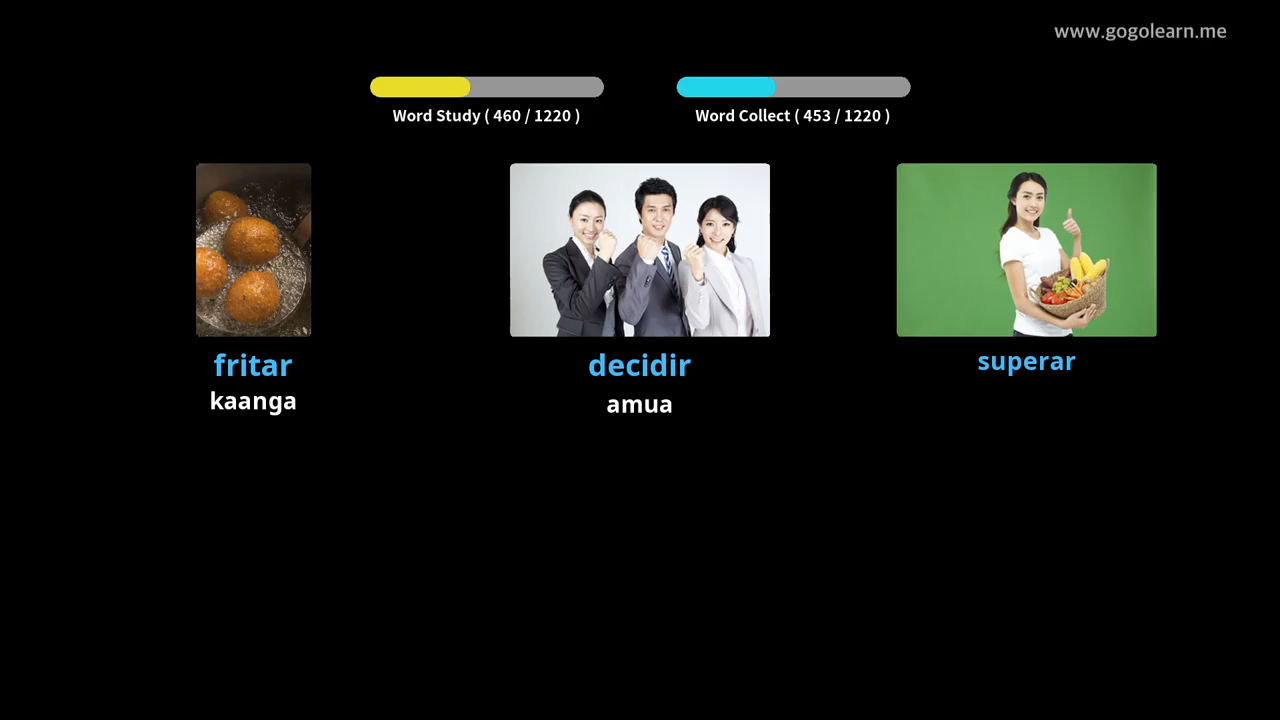 www.gogolearn.me
Word Study ( 460 / 1220 )
Word Collect ( 453 / 1220 )
fritar
kaanga
decidir
amua
superar